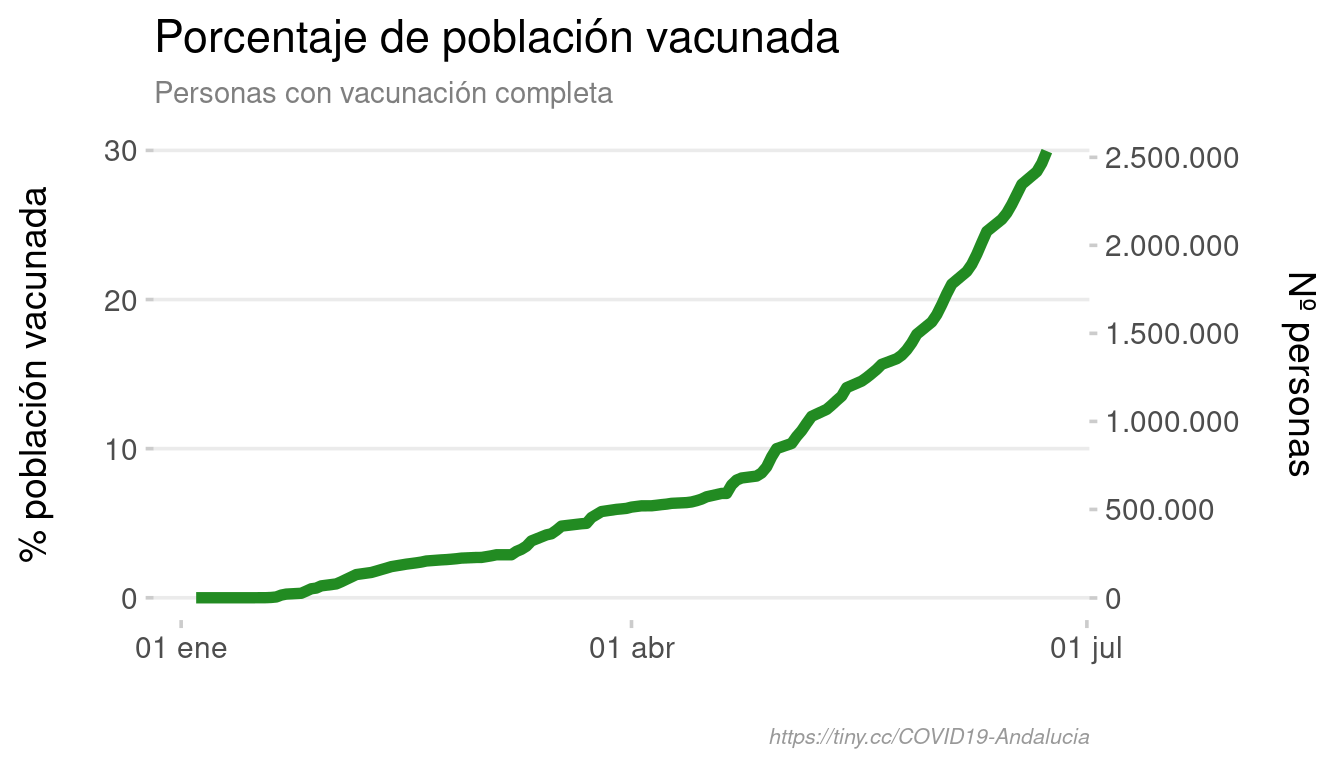 Porcentaje de población vacunada
Personas con vacunación completa
% población vacunada
30
20
10
0
2.500.000
2.000.000
1.500.000
1.000.000
500.000
0
Nº personas
01 ene
01 abr
01 jul
https://tiny.cc/COVID19-Andalucia